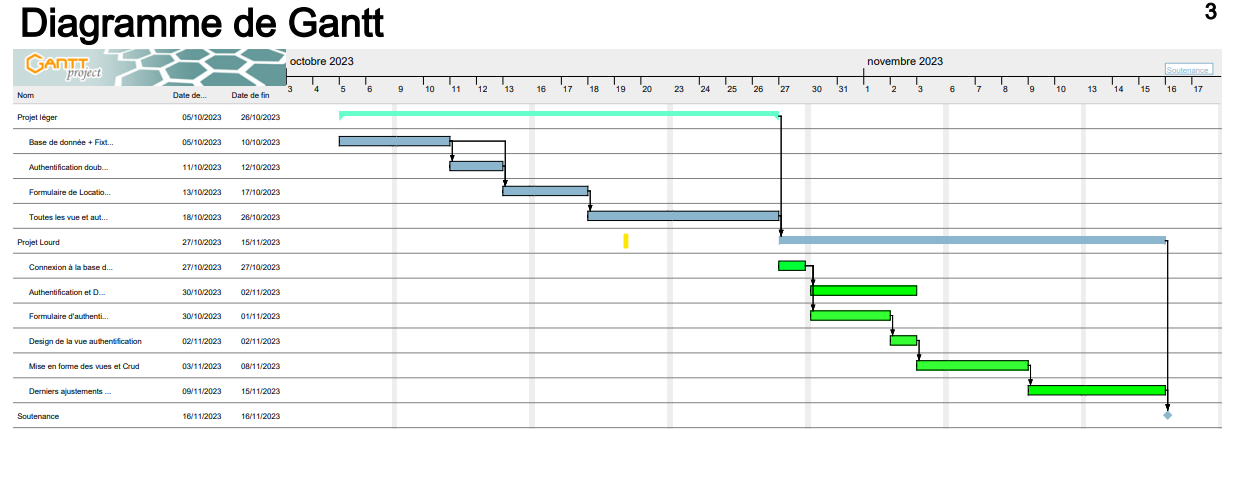 Diagramme de Gantt
3
GANTT project
octobre 2023
novembre 2023
Soutenance
Nom Date de... Date de fin
3 4 5 6 9 10 11 12 13 16 17 18 19 20 23 24 25 26 27 30 31 1 2 3 6 7 8 9 10 13 14 15 16 17
Projet léger 05/10/2023 26/10/2023
Base de donnée + Fixt... 05/10/2023 10/10/2023
Authentification doub... 11/10/2023 12/10/2023
Formulaire de Locatio... 13/10/2023 17/10/2023
Toutes les vue et aut... 18/10/2023 26/10/2023
Projet Lourd 27/10/2023 15/11/2023
Connexion à la base d... 27/10/2023 27/10/2023
Authentification et D... 30/10/2023 02/11/2023
Formulaire d'authenti... 30/10/2023 01/11/2023
Design de la vue authentification 02/11/2023 02/11/2023
Mise en forme des vues et Crud 03/11/2023 08/11/2023
Derniers ajustements ... 09/11/2023 15/11/2023
Soutenance 16/11/2023 16/11/2023